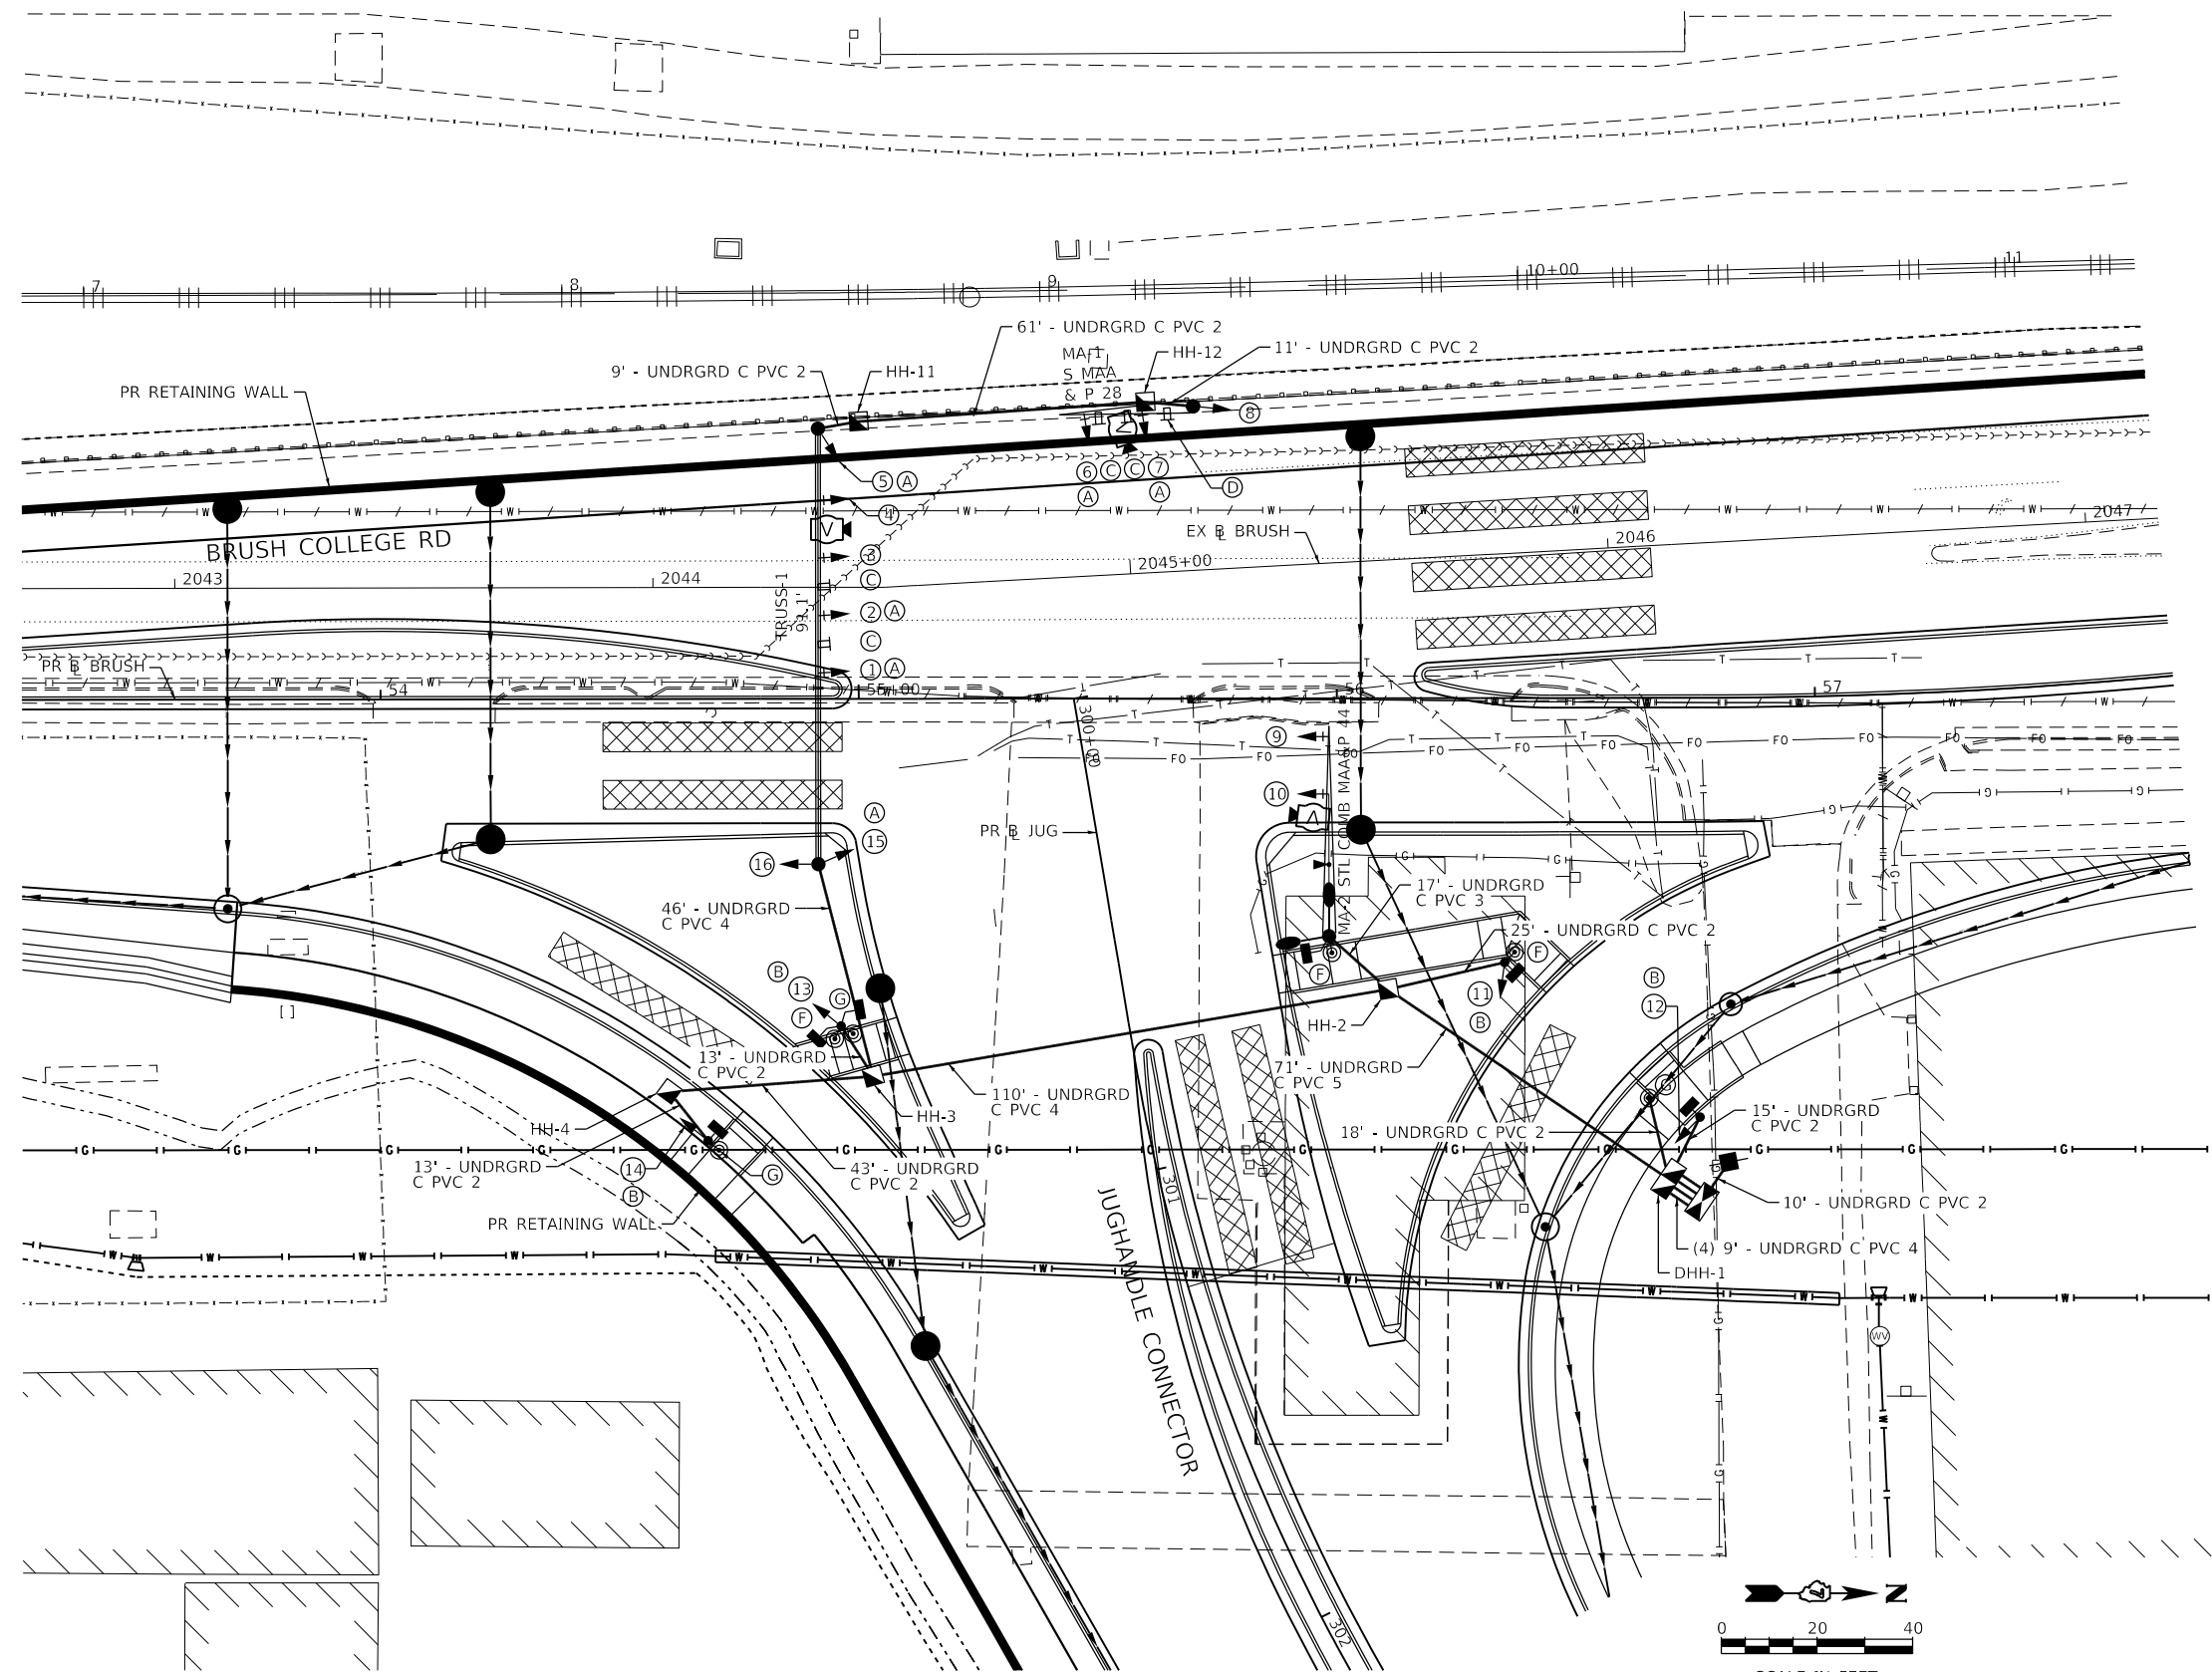 7
8
9
10+00
11
61' - UNDRGRD C PVC 2
MA-1
S MAA
& P 28
HH-12
11' - UNDRGRD C PVC 2
9' - UNDRGRD C PVC 2
HH-11
PR RETAINING WALL
8
5 A
6 C C 7
A A
D
4
BRUSH COLLEGE RD
EX B BRUSH
2043
2044
2045+00
2046
2047
3
C
TRUSS-1
93.1'
2 A
C
1 A
PR B BRUSH
54
55+00
56
57
300+00
9
10
MA-2 STL COMB MAA&P 44
PR B JUG
A
15
16
17' - UNDRGRD
C PVC 3
46' - UNDRGRD
C PVC 4
25' - UNDRGRD C PVC 2
F
F
B
13
G
F
B
12
11
B
HH-2
13' - UNDRGRD
C PVC 2
71' - UNDRGRD
C PVC 5
110' - UNDRGRD
C PVC 4
HH-3
HH-4
G
15' - UNDRGRD
C PVC 2
18' - UNDRGRD C PVC 2
13' - UNDRGRD
C PVC 2
14
B
G
43' - UNDRGRD
C PVC 2
PR RETAINING WALL
301
10' - UNDRGRD C PVC 2
(4) 9' - UNDRGRD C PVC 4
DHH-1
JUGHANDLE CONNECTOR
WV
302
N
0 20 40